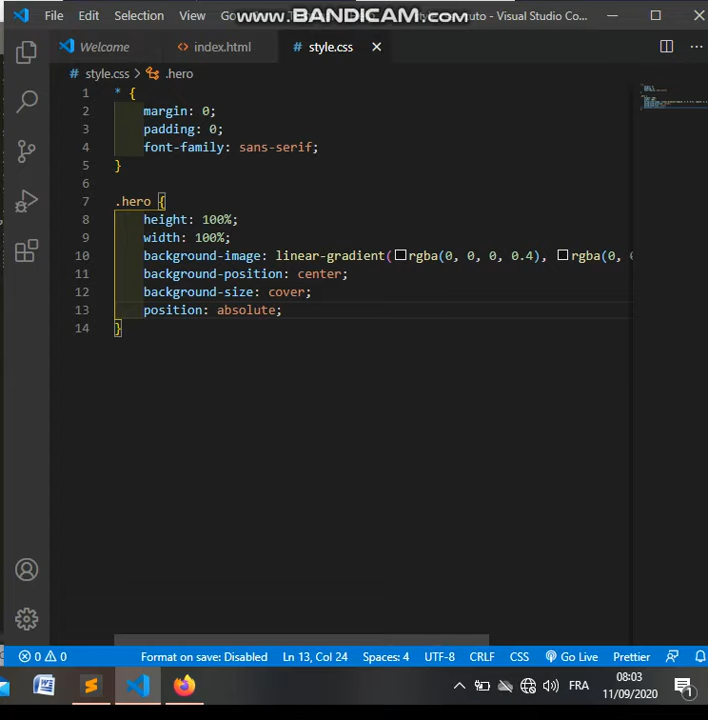 File Edit Selection View Go www.BANDICAM.com uto - Visual Studio Co...
Welcome index.html # style.css
# style.css > .hero
1 * {
2 margin: 0;
3 padding: 0;
4 font-family: sans-serif;
5 }
6
7 .hero {
8 height: 100%;
9 width: 100%;
10 background-image: linear-gradient(rgba(0, 0, 0, 0.4), rgba(0, 0
11 background-position: center;
12 background-size: cover;
13 position: absolute;
14 }
0 0 Format on save: Disabled Ln 13, Col 24 Spaces: 4 UTF-8 CRLF CSS Go Live Prettier
FRA
08:03
11/09/2020
1